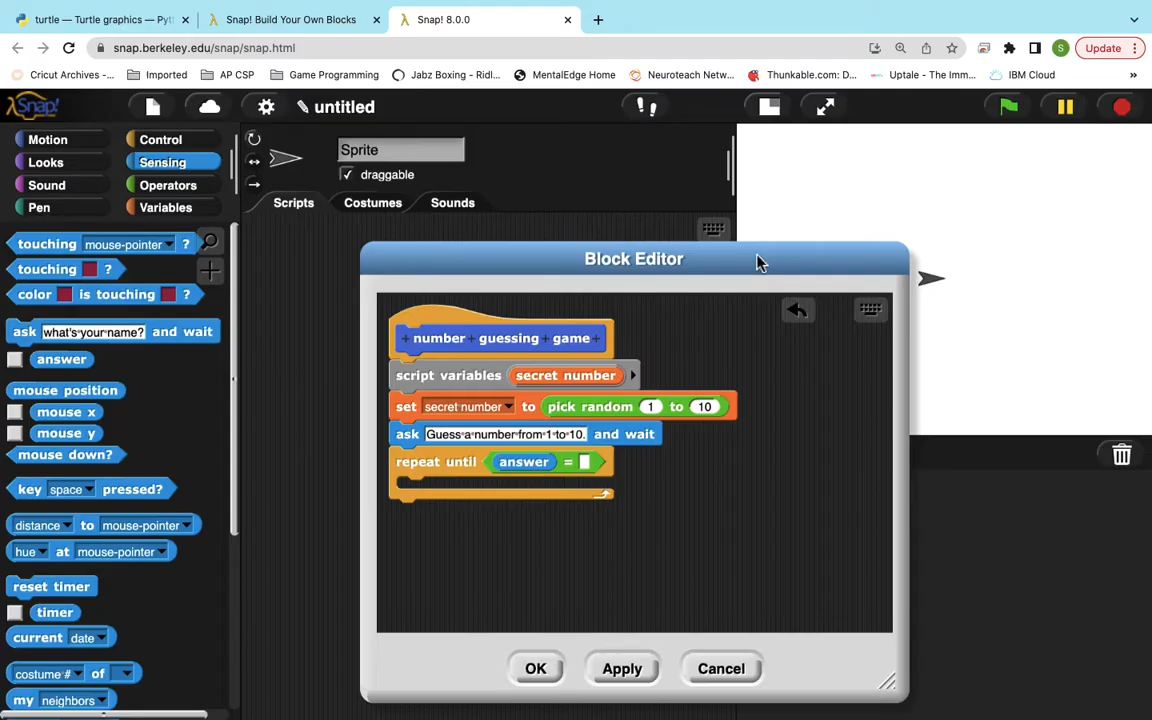 turtle — Turtle graphics — Pyt
Snap! Build Your Own Blocks
Snap! 8.0.0
snap.berkeley.edu/snap/snap.html
S
Update
Cricut Archives -...
Imported
AP CSP
Game Programming
Jabz Boxing - Ridl...
MentalEdge Home
Neuroteach Netw...
Thunkable.com: D...
Uptale - The Imm...
IBM Cloud
»
Snap!
untitled
Motion
Control
Looks
Sensing
Sound
Operators
Pen
Variables
Sprite
draggable
Scripts
Costumes
Sounds
touching mouse-pointer ?
touching ?
color is touching ?
ask what's your name? and wait
answer
mouse position
mouse x
mouse y
mouse down?
key space pressed?
distance to mouse-pointer
hue at mouse-pointer
reset timer
timer
current date
costume # of
my neighbors
Block Editor
+ number + guessing + game +
script variables secret number
set secret number to pick random 1 to 10
ask Guess a number from 1 to 10. and wait
repeat until answer =
OK
Apply
Cancel